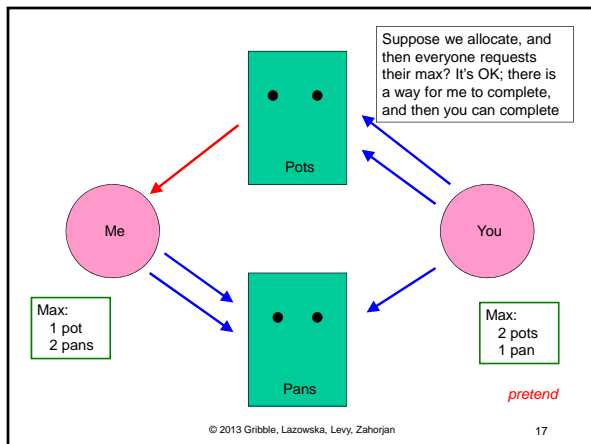 Suppose we allocate, and
then everyone requests
their max? It's OK; there is
a way for me to complete,
and then you can complete
Pots
Me
You
Max:
1 pot
2 pans
Max:
2 pots
1 pan
Pans
pretend
© 2013 Gribble, Lazowska, Levy, Zahorjan
17